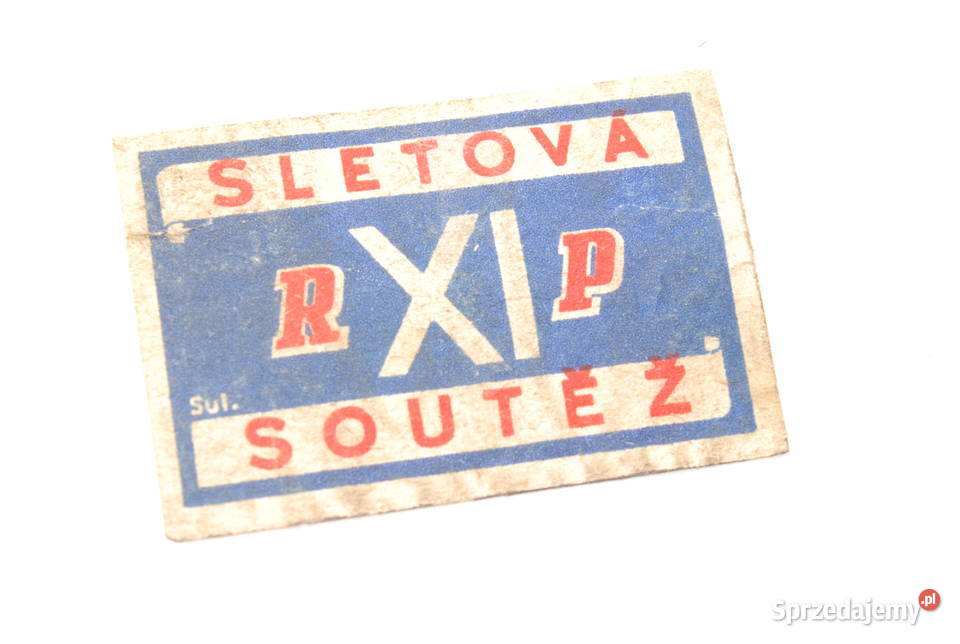 SLETOVÁ
R XI P
Sul.
SOUTĚŽ
Sprzedajemy.pl